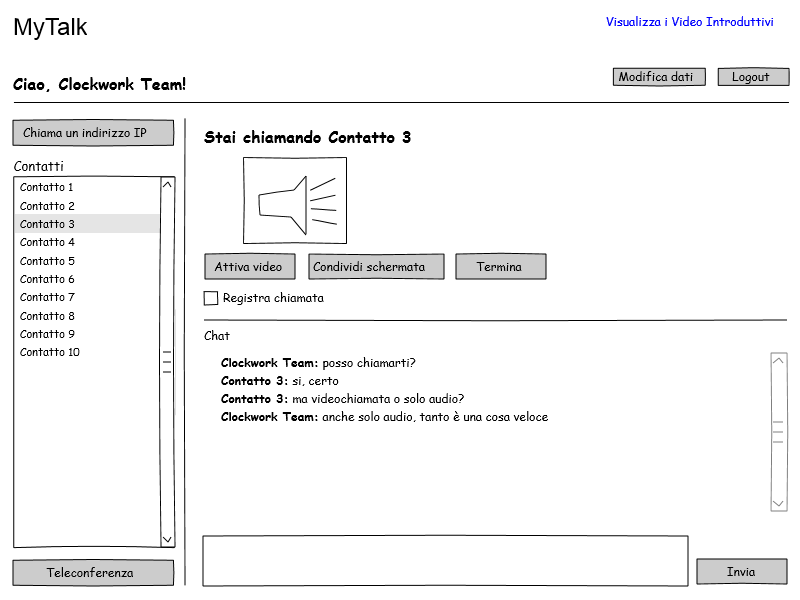 MyTalk
Visualizza i Video Introduttivi
Ciao, Clockwork Team!
Modifica dati
Logout
Chiama un indirizzo IP
Contatti
Contatto 1
Contatto 2
Contatto 3
Contatto 4
Contatto 5
Contatto 6
Contatto 7
Contatto 8
Contatto 9
Contatto 10
Teleconferenza
Stai chiamando Contatto 3
Attiva video
Condividi schermata
Termina
Registra chiamata
Chat
Clockwork Team: posso chiamarti?
Contatto 3: si, certo
Contatto 3: ma videochiamata o solo audio?
Clockwork Team: anche solo audio, tanto è una cosa veloce
Invia